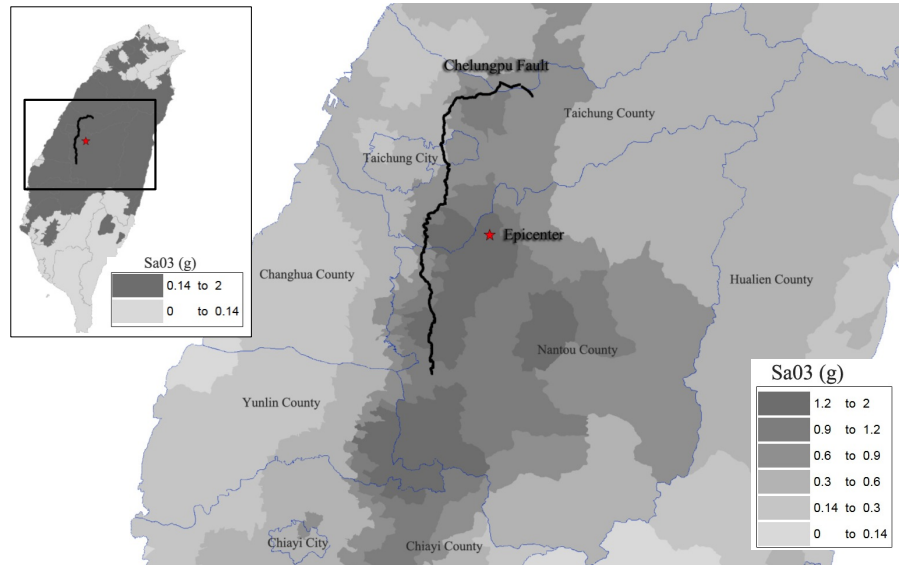 Sa03 (g)
0.14 to 2
0 to 0.14
Chelungpu Fault
Taichung County
Taichung City
Epicenter
Changhua County
Hualien County
Nantou County
Yunlin County
Chiayi City
Chiayi County
Sa03 (g)
1.2 to 2
0.9 to 1.2
0.6 to 0.9
0.3 to 0.6
0.14 to 0.3
0 to 0.14